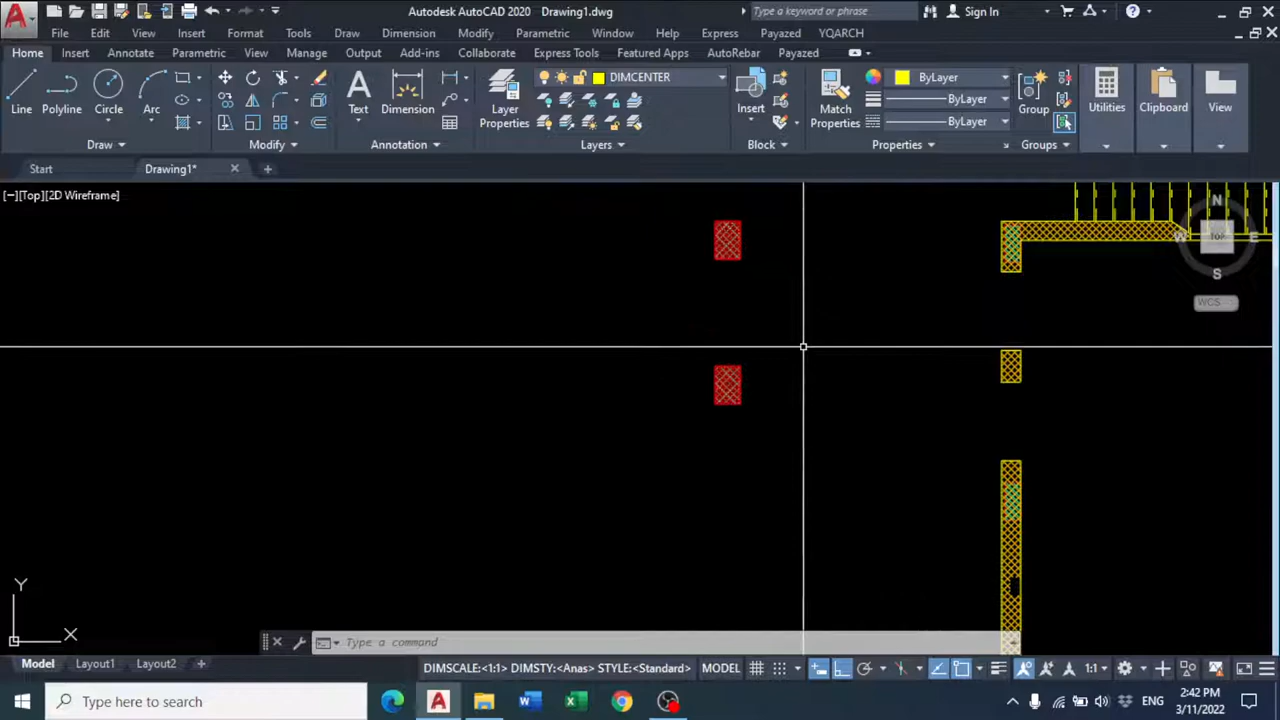 Autodesk AutoCAD 2020 Drawing1.dwg
Type a keyword or phrase
Sign In
File Edit View Insert Format Tools Draw Dimension Modify Parametric Window Help Express Payazed YQARCH
Home Insert Annotate Parametric View Manage Output Add-ins Collaborate Express Tools Featured Apps AutoRebar Payazed
Line Polyline Circle Arc
Text Dimension
Layer Properties
DIMCENTER
Insert
Match Properties
ByLayer
ByLayer
ByLayer
Group
Utilities
Clipboard
View
Draw Modify Annotation Layers Block Properties Groups
Start Drawing1*
[−][Top][2D Wireframe]
N
W TOP E
S
WCS
Y
X
Type a command
Model Layout1 Layout2
DIMSCALE:<1:1> DIMSTY:<Anas> STYLE:<Standard> MODEL 1:1
Type here to search
ENG
2:42 PM
3/11/2022